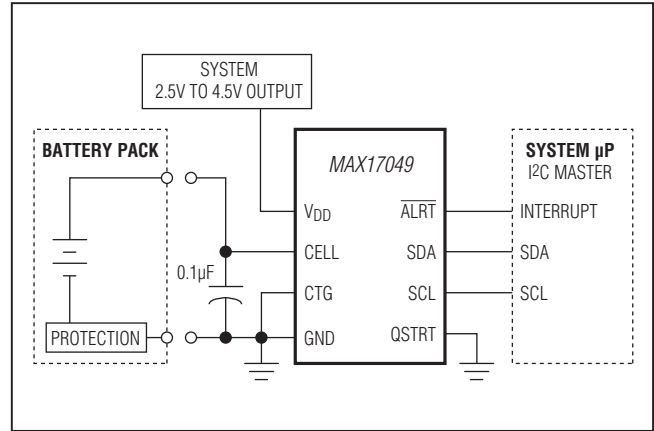 SYSTEM
2.5V TO 4.5V OUTPUT
BATTERY PACK
MAX17049
SYSTEM µP
I2C MASTER
VDD
ALRT
INTERRUPT
CELL
SDA
SDA
0.1µF
CTG
SCL
SCL
PROTECTION
GND
QSTRT